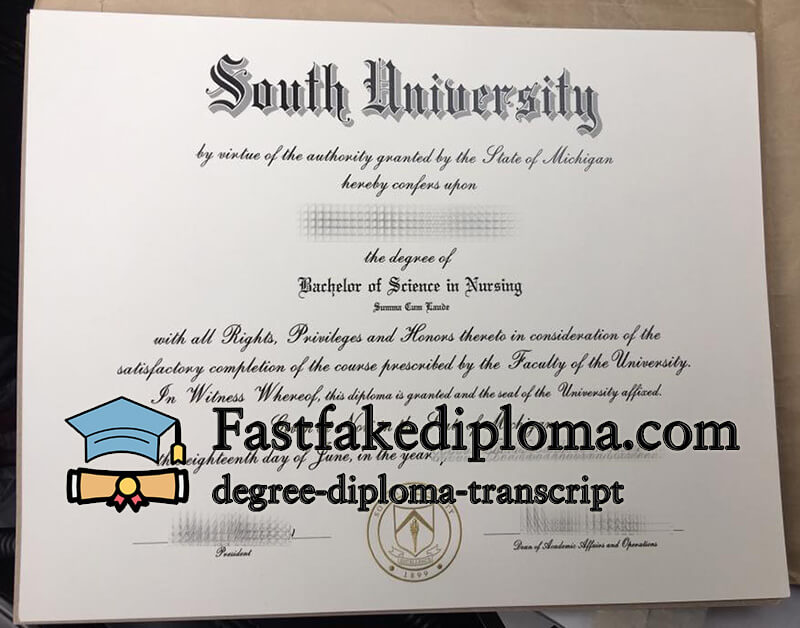 South University
by virtue of the authority granted by the State of Michigan
hereby confers upon
the degree of
Bachelor of Science in Nursing
Summa Cum Laude
with all Rights, Privileges and Honors thereto in consideration of the
satisfactory completion of the course prescribed by the Faculty of the University.
In Witness Whereof, this diploma is granted and the seal of the University affixed.
Michigan
Fastfakediploma.com
the eighteenth day of June, in the year
degree-diploma-transcript
1899
President
Dean of Academic Affairs and Operations